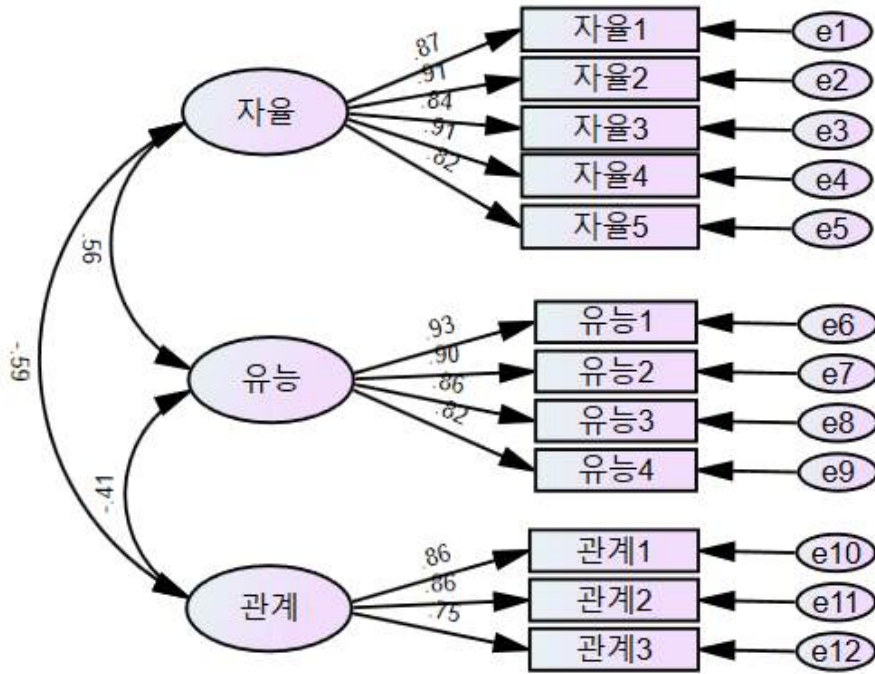 .87
자율1
e1
.91
자율2
e2
자율
.84
자율3
e3
.91
자율4
e4
.82
자율5
e5
.56
-.59
.93
유능1
e6
.90
유능2
e7
유능
.86
유능3
e8
.82
유능4
e9
-.41
.86
관계1
e10
.86
관계2
e11
관계
.75
관계3
e12